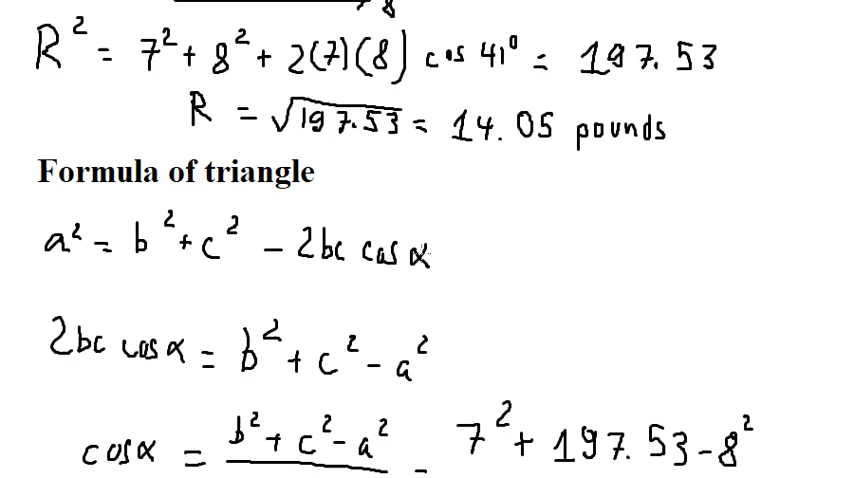 8
R² = 7² + 8² + 2(7)(8) cos 41° = 197.53
R = √197.53 = 14.05 pounds
Formula of triangle
a² = b² + c² - 2bc cos α
2bc cos α = b² + c² - a²
cos α = b² + c² - a² = 7² + 197.53 - 8²